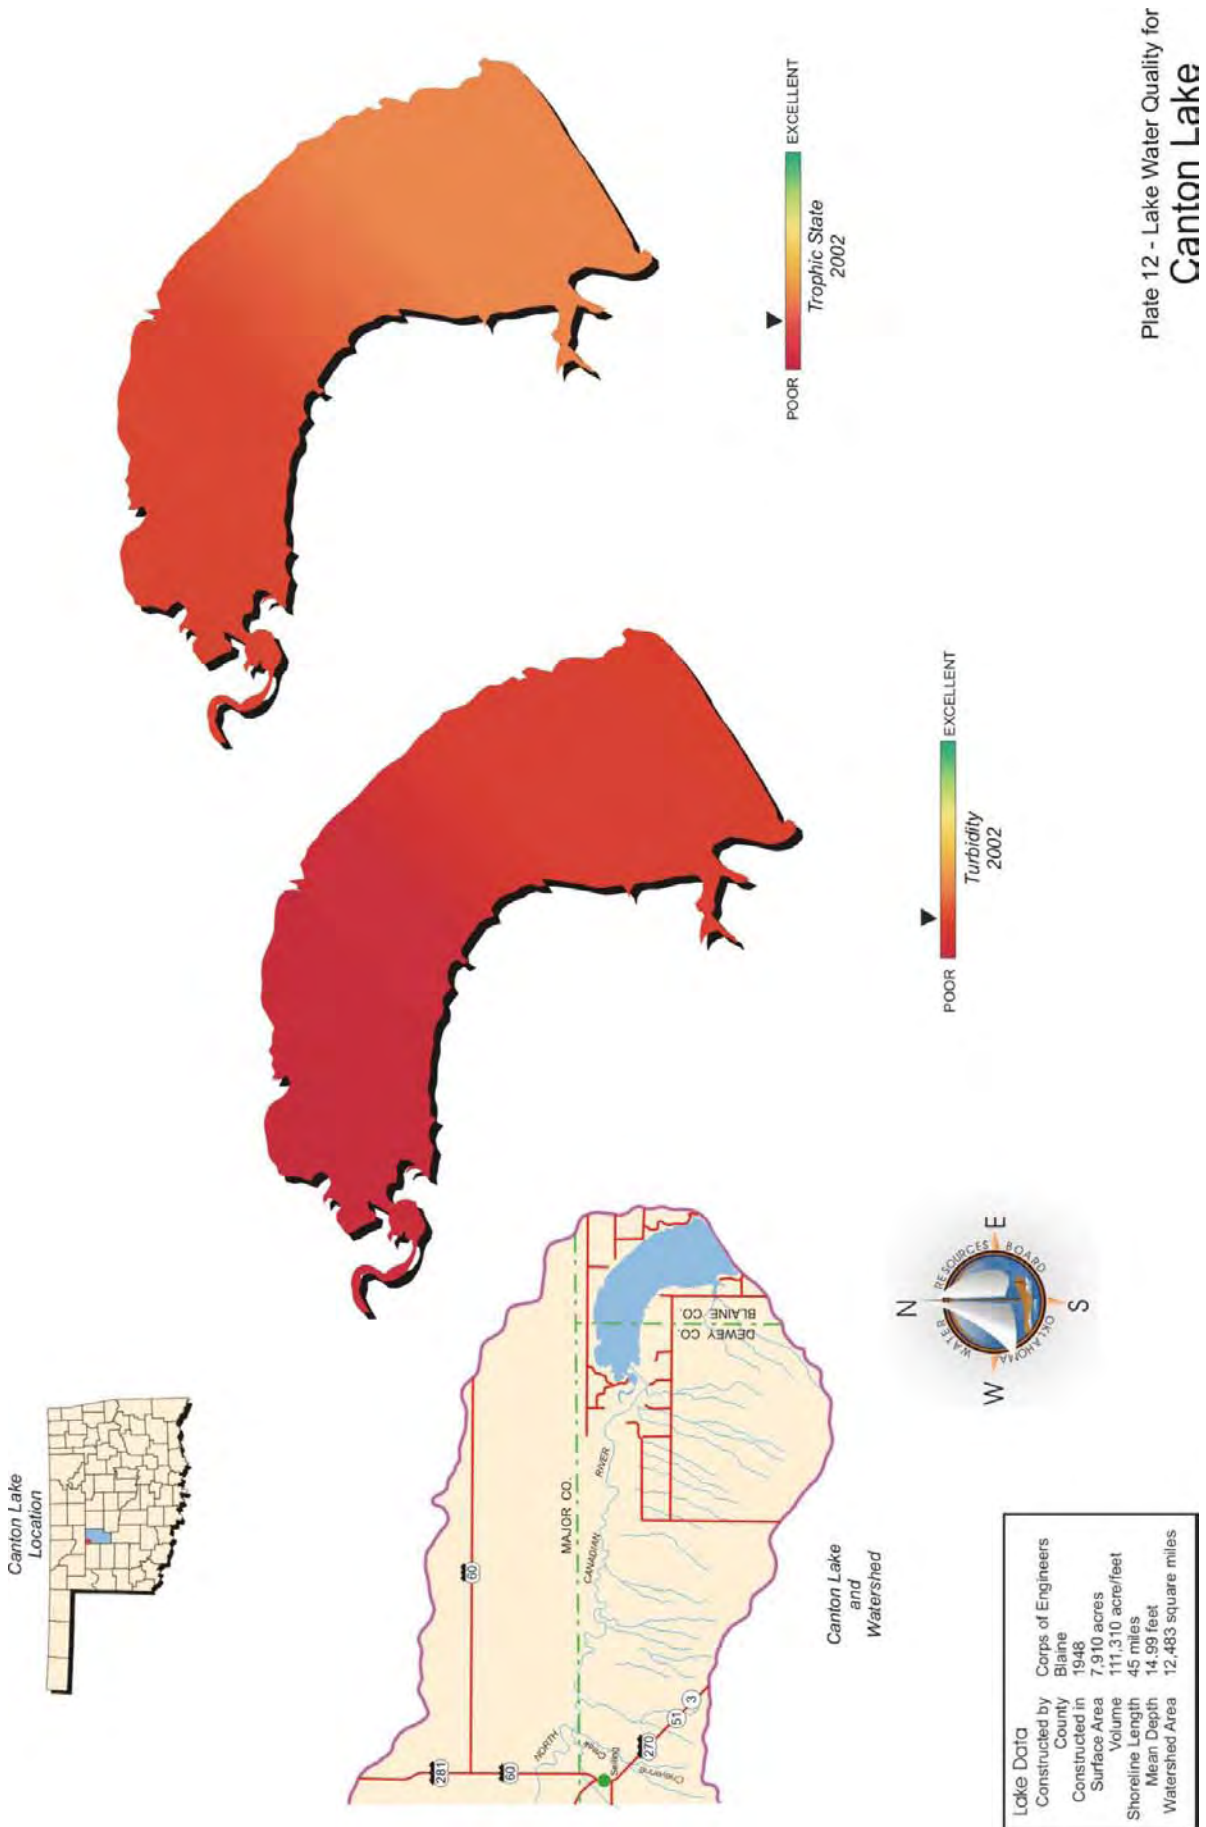 Plate 12 - Lake Water Quality for
Canton Lake
Canton Lake
Location
POOR
EXCELLENT
Trophic State
2002
POOR
EXCELLENT
Turbidity
2002
281
60
60
MAJOR CO.
NORTH
CANADIAN
RIVER
DEWEY CO.
BLAINE CO.
Seiling
Cheyenne
Creek
270
51
3
Canton Lake
and
Watershed
N
W
E
S
WATER RESOURCES BOARD
OKLAHOMA
Lake Data
Constructed by Corps of Engineers
County Blaine
Constructed in 1948
Surface Area 7,910 acres
Volume 111,310 acre/feet
Shoreline Length 45 miles
Mean Depth 14.99 feet
Watershed Area 12,483 square miles